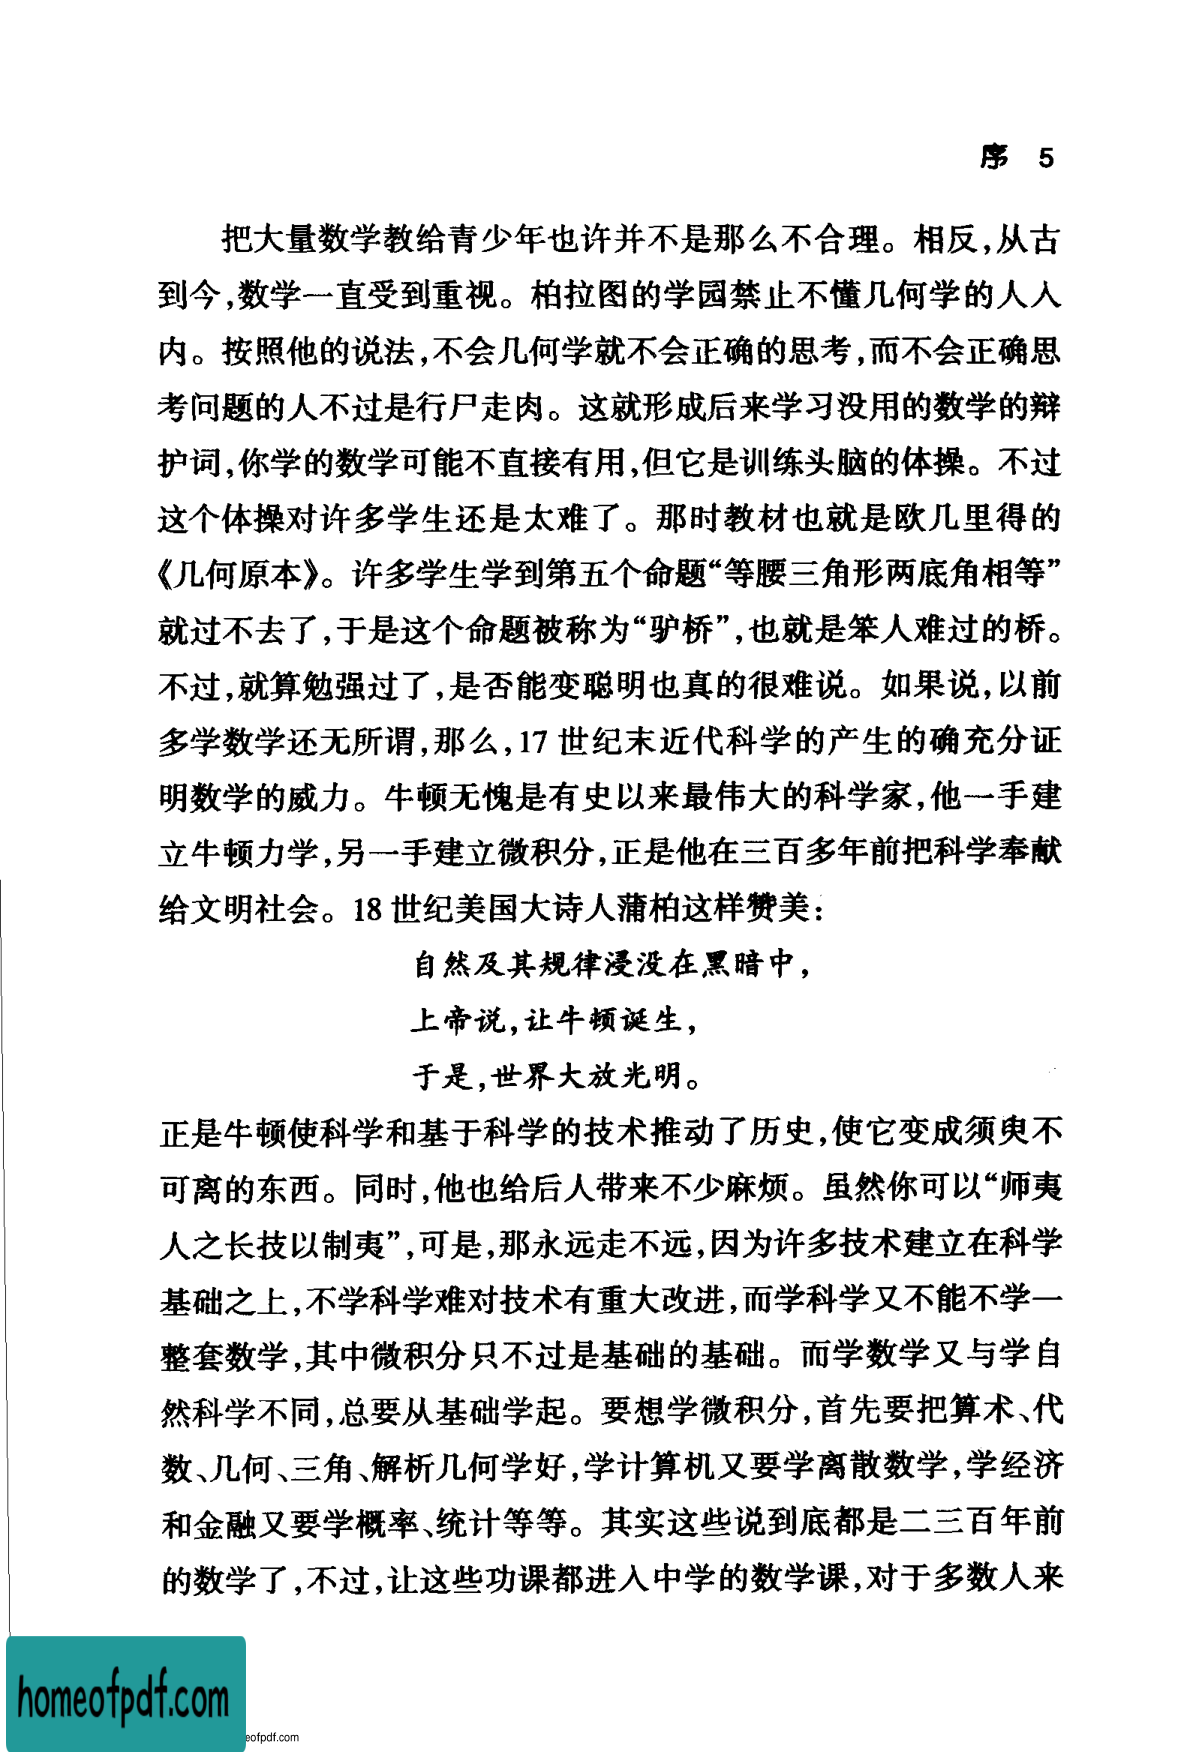 序 5
把大量数学教给青少年也许并不是那么不合理。相反,从古
到今,数学一直受到重视。柏拉图的学园禁止不懂几何学的人入
内。按照他的说法,不会几何学就不会正确的思考,而不会正确思
考问题的人不过是行尸走肉。这就形成后来学习没用的数学的辩
护词,你学的数学可能不直接有用,但它是训练头脑的体操。不过
这个体操对许多学生还是太难了。那时教材也就是欧几里得的
《几何原本》。许多学生学到第五个命题“等腰三角形两底角相等”
就过不去了,于是这个命题被称为“驴桥”,也就是笨人难过的桥。
不过,就算勉强过了,是否能变聪明也真的很难说。如果说,以前
多学数学还无所谓,那么,17 世纪末近代科学的产生的确充分证
明数学的威力。牛顿无愧是有史以来最伟大的科学家,他一手建
立牛顿力学,另一手建立微积分,正是他在三百多年前把科学奉献
给文明社会。18 世纪美国大诗人蒲柏这样赞美:
自然及其规律浸没在黑暗中,
上帝说,让牛顿诞生,
于是,世界大放光明。
正是牛顿使科学和基于科学的技术推动了历史,使它变成须臾不
可离的东西。同时,他也给后人带来不少麻烦。虽然你可以“师夷
人之长技以制夷”,可是,那永远走不远,因为许多技术建立在科学
基础之上,不学科学难对技术有重大改进,而学科学又不能不学一
整套数学,其中微积分只不过是基础的基础。而学数学又与学自
然科学不同,总要从基础学起。要想学微积分,首先要把算术、代
数、几何、三角、解析几何学好,学计算机又要学离散数学,学经济
和金融又要学概率、统计等等。其实这些说到底都是二三百年前
的数学了,不过,让这些功课都进入中学的数学课,对于多数人来
homeofpdf.com
eofpdf.com